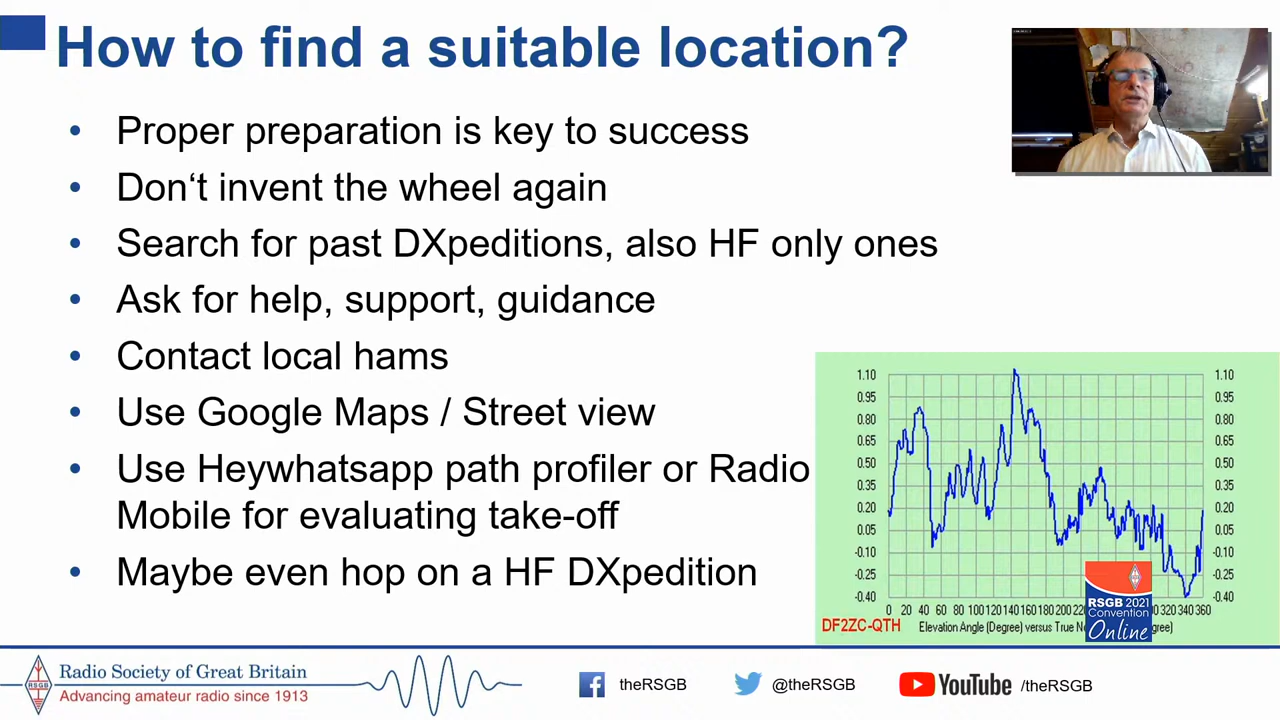 How to find a suitable location?
• Proper preparation is key to success
• Don‘t invent the wheel again
• Search for past DXpeditions, also HF only ones
• Ask for help, support, guidance
• Contact local hams
• Use Google Maps / Street view
• Use Heywhatsapp path profiler or Radio
Mobile for evaluating take-off
• Maybe even hop on a HF DXpedition
1.10 1.10
0.95 0.95
0.80 0.80
0.65 0.65
0.50 0.50
0.35 0.35
0.20 0.20
0.05 0.05
-0.10 -0.10
-0.25 -0.25
-0.40 -0.40
0 20 40 60 80 100 120 140 160 180 200 300 320 340 360
DF2ZC-QTH Elevation Angle (Degree) versus True
RSGB 2021
Convention
Online
RSGB
Radio Society of Great Britain
Advancing amateur radio since 1913
theRSGB
@theRSGB
YouTube /theRSGB